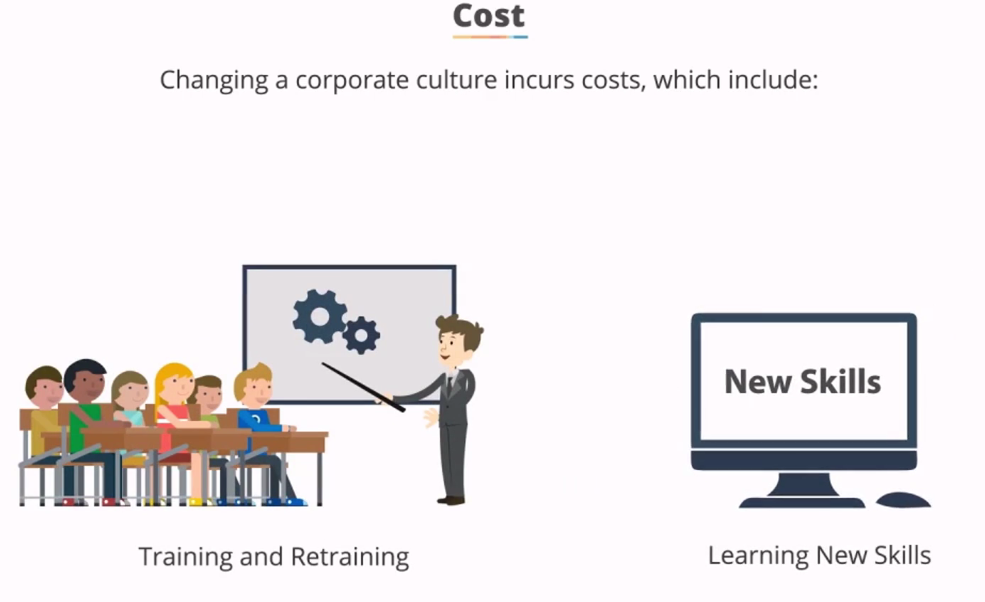 Cost
Changing a corporate culture incurs costs, which include:
New Skills
Training and Retraining
Learning New Skills